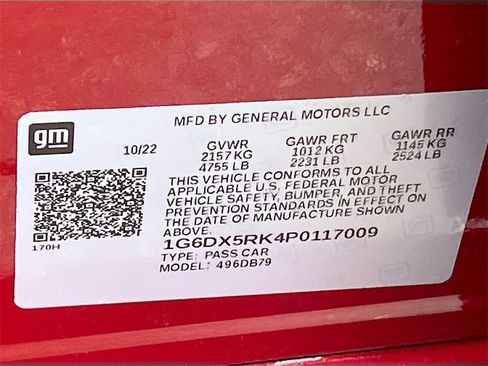 gm
MFD BY GENERAL MOTORS LLC
10/22 GVWR GAWR FRT GAWR RR
2157 KG 1012 KG 1145 KG
4755 LB 2231 LB 2524 LB
THIS VEHICLE CONFORMS TO ALL
APPLICABLE U.S. FEDERAL MOTOR
VEHICLE SAFETY, BUMPER, AND THEFT
PREVENTION STANDARDS IN EFFECT ON
THE DATE OF MANUFACTURE SHOWN
ABOVE.
170H
1G6DX5RK4P0117009
TYPE: PASS CAR
MODEL: 496DB79